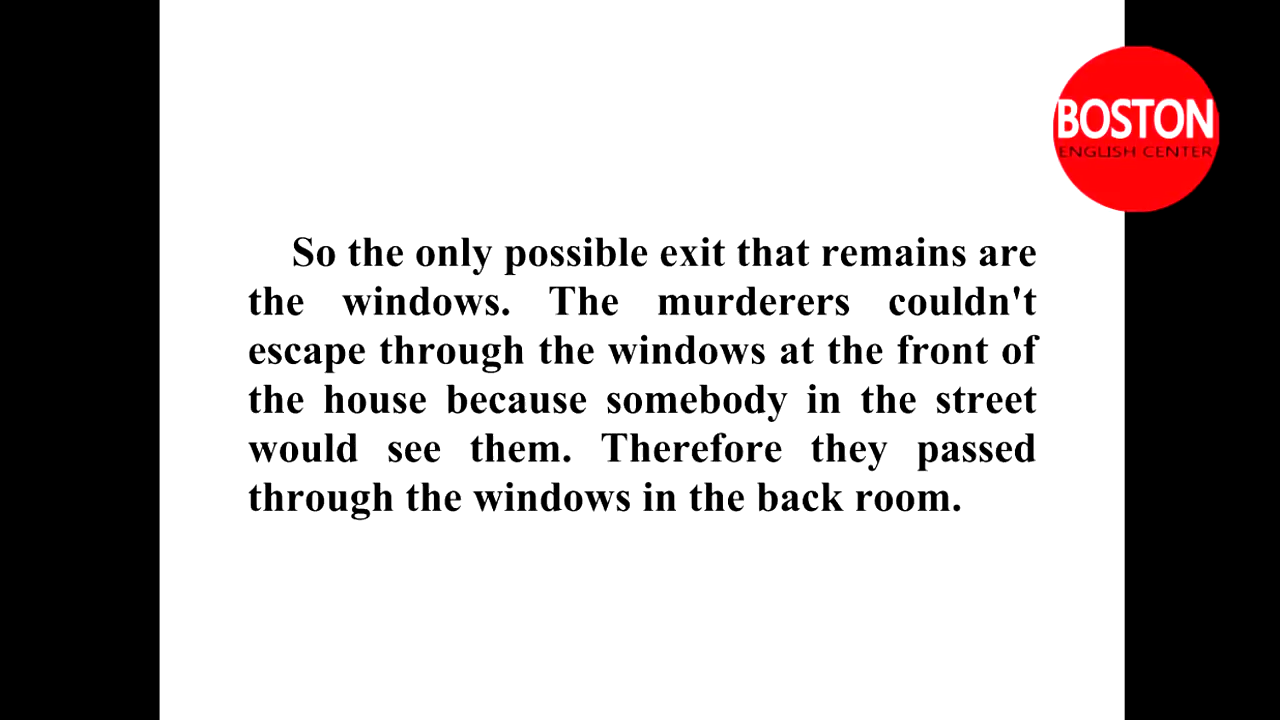 BOSTON
ENGLISH CENTER
So the only possible exit that remains are
the windows. The murderers couldn't
escape through the windows at the front of
the house because somebody in the street
would see them. Therefore they passed
through the windows in the back room.